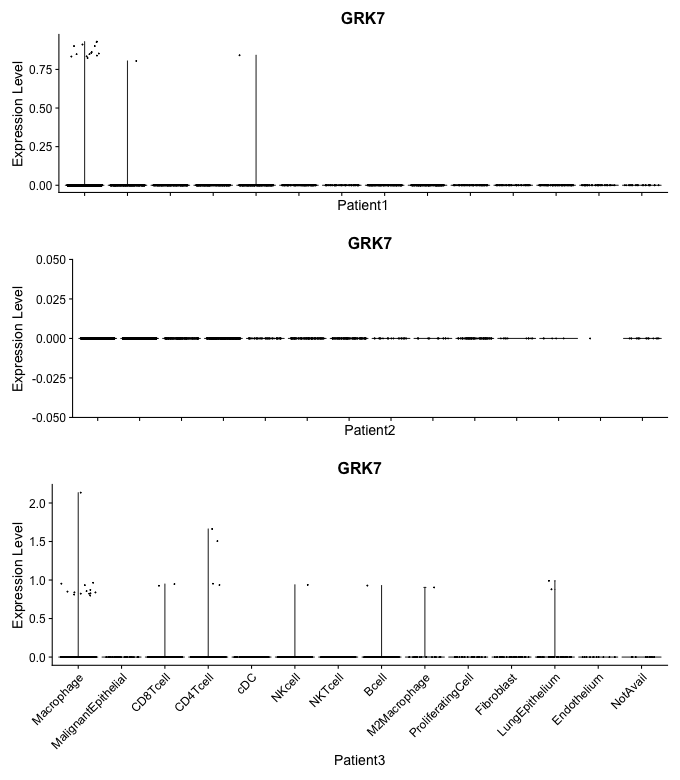 GRK7
Expression Level
0.75
0.50
0.25
0.00
Patient1
GRK7
Expression Level
0.050
0.025
0.000
-0.025
-0.050
Patient2
GRK7
Expression Level
2.0
1.5
1.0
0.5
0.0
Macrophage
MalignantEpithelial
CD8Tcell
CD4Tcell
cDC
NKcell
NKTcell
Bcell
M2Macrophage
ProliferatingCell
Fibroblast
LungEpithelium
Endothelium
NotAvail
Patient3